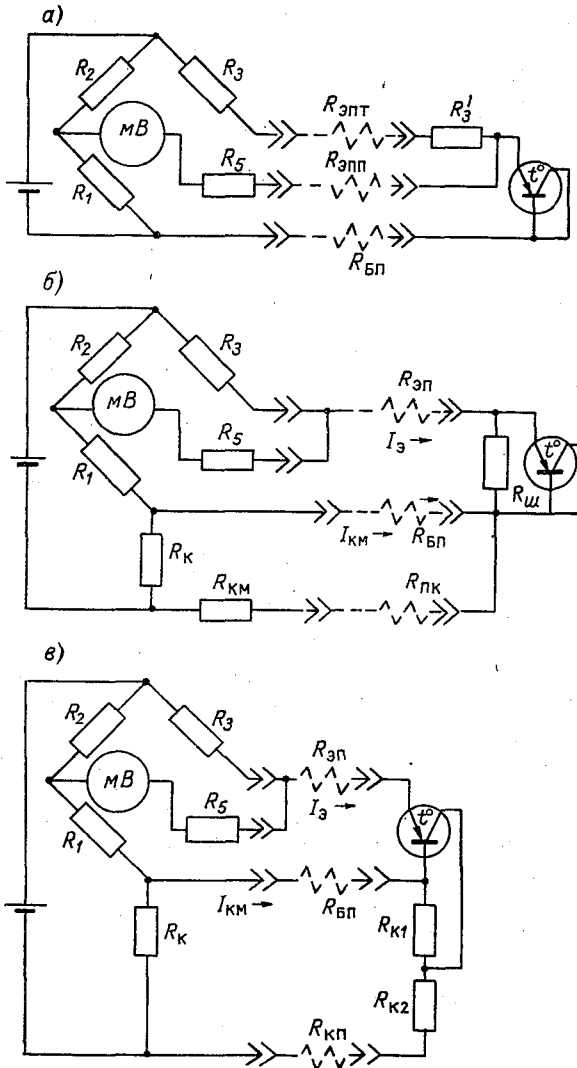 а)
R₂
R₃
мВ
R₁
R₅
Rэпт
R₃¹
Rэпп
t°
Rбп
б)
R₂
R₃
мВ
R₁
R₅
Rэп
Iэ →
t°
Rш
Rк
Iкм →
Rбп
Rкм
Rпк
в)
R₂
R₃
мВ
R₁
R₅
Rэп
Iэ →
t°
Iкм →
Rбп
Rк
Rк1
Rк2
Rкп